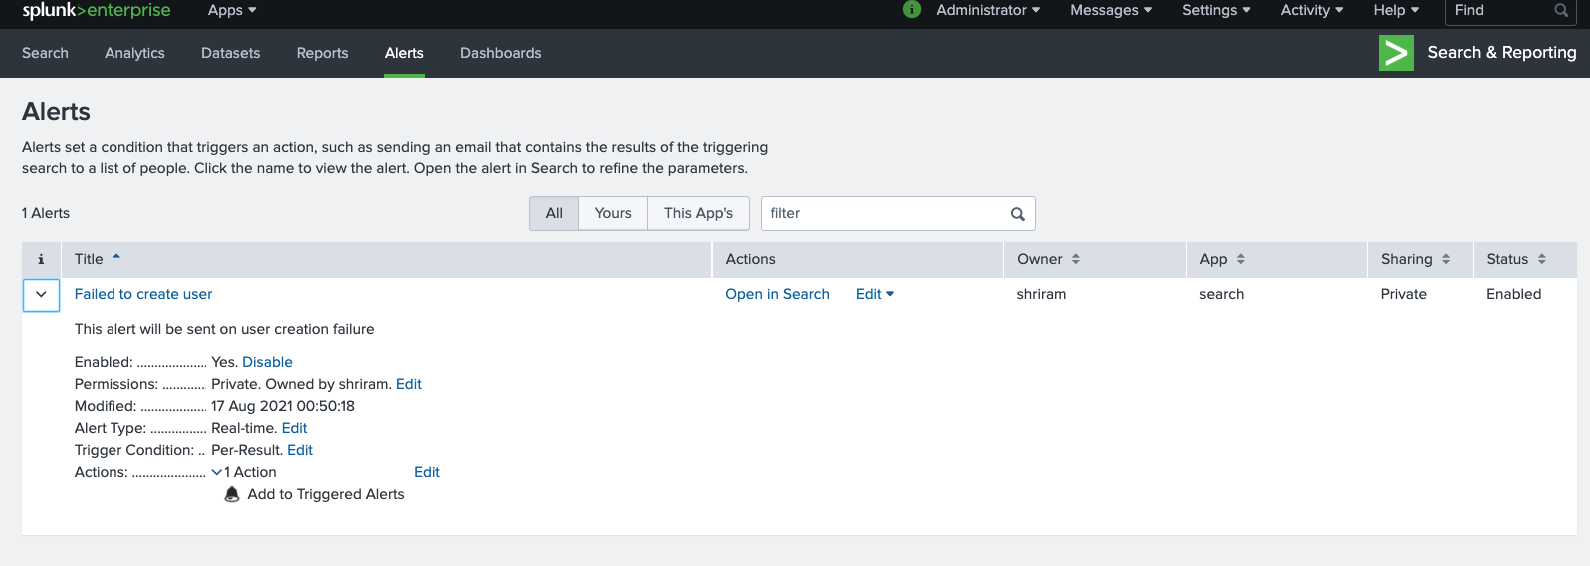 splunk>enterprise Apps Administrator Messages Settings Activity Help Find
Search Analytics Datasets Reports Alerts Dashboards Search & Reporting
Alerts
Alerts set a condition that triggers an action, such as sending an email that contains the results of the triggering
search to a list of people. Click the name to view the alert. Open the alert in Search to refine the parameters.
1 Alerts All Yours This App's filter
i Title Actions Owner App Sharing Status
Failed to create user Open in Search Edit shriram search Private Enabled
This alert will be sent on user creation failure
Enabled: .................... Yes. Disable
Permissions: ............ Private. Owned by shriram. Edit
Modified: ................... 17 Aug 2021 00:50:18
Alert Type: ................ Real-time. Edit
Trigger Condition: .. Per-Result. Edit
Actions: ..................... 1 Action Edit
Add to Triggered Alerts